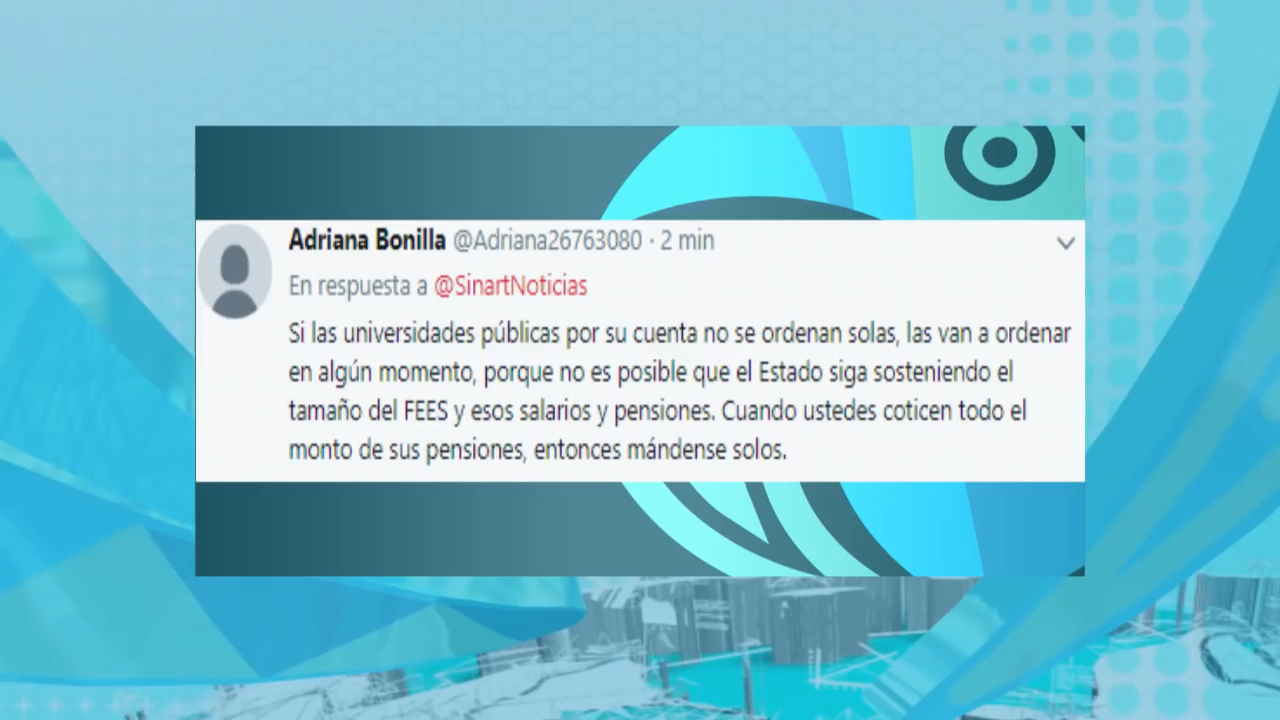 Adriana Bonilla @Adriana26763080 · 2 min
En respuesta a @SinartNoticias
Si las universidades públicas por su cuenta no se ordenan solas, las van a ordenar
en algún momento, porque no es posible que el Estado siga sosteniendo el
tamaño del FEES y esos salarios y pensiones. Cuando ustedes coticen todo el
monto de sus pensiones, entonces mándense solos.